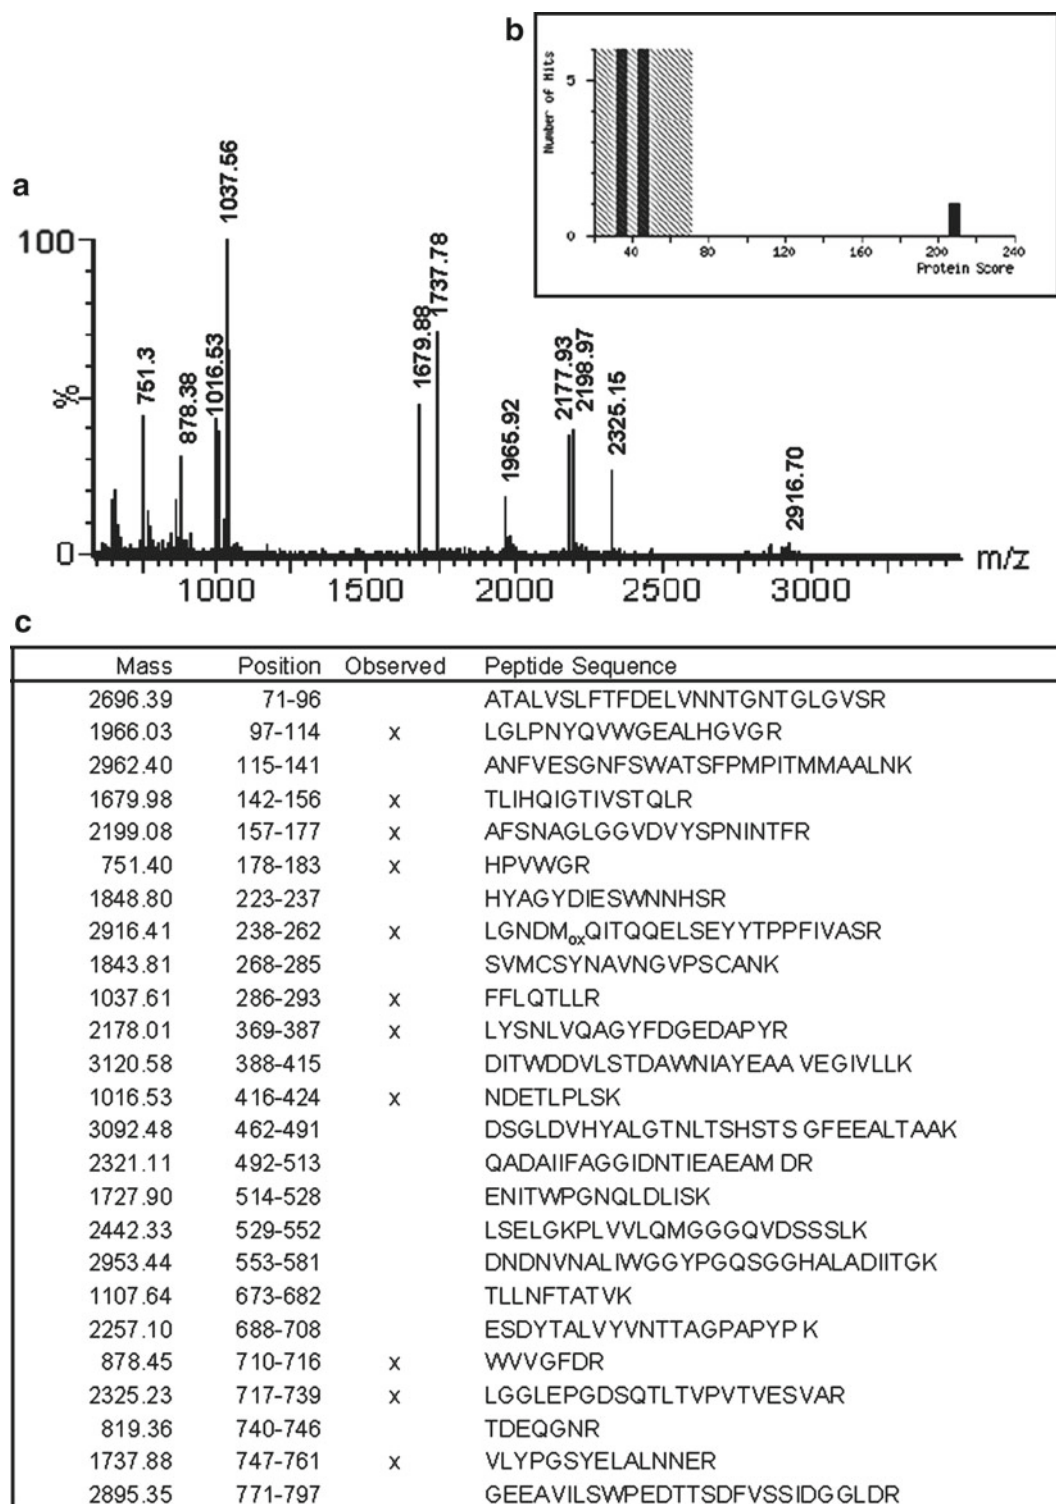 b
Number of Hits
5
0
40 80 120 160 200 240
Protein Score
a
100
%
0
751.3
878.38
1016.53
1037.56
1679.88
1737.78
1965.92
2177.93
2198.97
2325.15
2916.70
1000 1500 2000 2500 3000
m/z
c
Mass Position Observed Peptide Sequence
2696.39 71-96 ATALVSLFTFDELVNNTGNTGLGVSR
1966.03 97-114 x LGLPNYQVWGEALHGVGR
2962.40 115-141 ANFVESGNFSWATSFPMPITMMAALNK
1679.98 142-156 x TLIHQIGTIVSTQLR
2199.08 157-177 x AFSNAGLGGVDVYSPNINTFR
751.40 178-183 x HPVWGR
1848.80 223-237 HYAGYDIESWNNHSR
2916.41 238-262 x LGNDMoxQITQQELSEYYTPPFIVASR
1843.81 268-285 SVMCSYNAVNGVPSCANK
1037.61 286-293 x FFLQTLLR
2178.01 369-387 x LYSNLVQAGYFDGEDAPYR
3120.58 388-415 DITWDDVLSTDAWNIAYEAA VEGIVLLK
1016.53 416-424 x NDETLPLSK
3092.48 462-491 DSGLDVHYALGTNLTSHSTS GFEEALTAAK
2321.11 492-513 QADAIIFAGGIDNTIEAEAM DR
1727.90 514-528 ENITWPGNQLDLISK
2442.33 529-552 LSELGKPLVVLQMGGGQVDSSSLK
2953.44 553-581 DNDNVNALIWGGYPGQSGGHALADIITGK
1107.64 673-682 TLLNFTATVK
2257.10 688-708 ESDYTALVYVNTTAGPAPYP K
878.45 710-716 x WVVGFDR
2325.23 717-739 x LGGLEPGDSQTLTVPVTVESVAR
819.36 740-746 TDEQGNR
1737.88 747-761 x VLYPGSYELALNNER
2895.35 771-797 GEEAVILSWPEDTTSDFVSSIDGGLDR